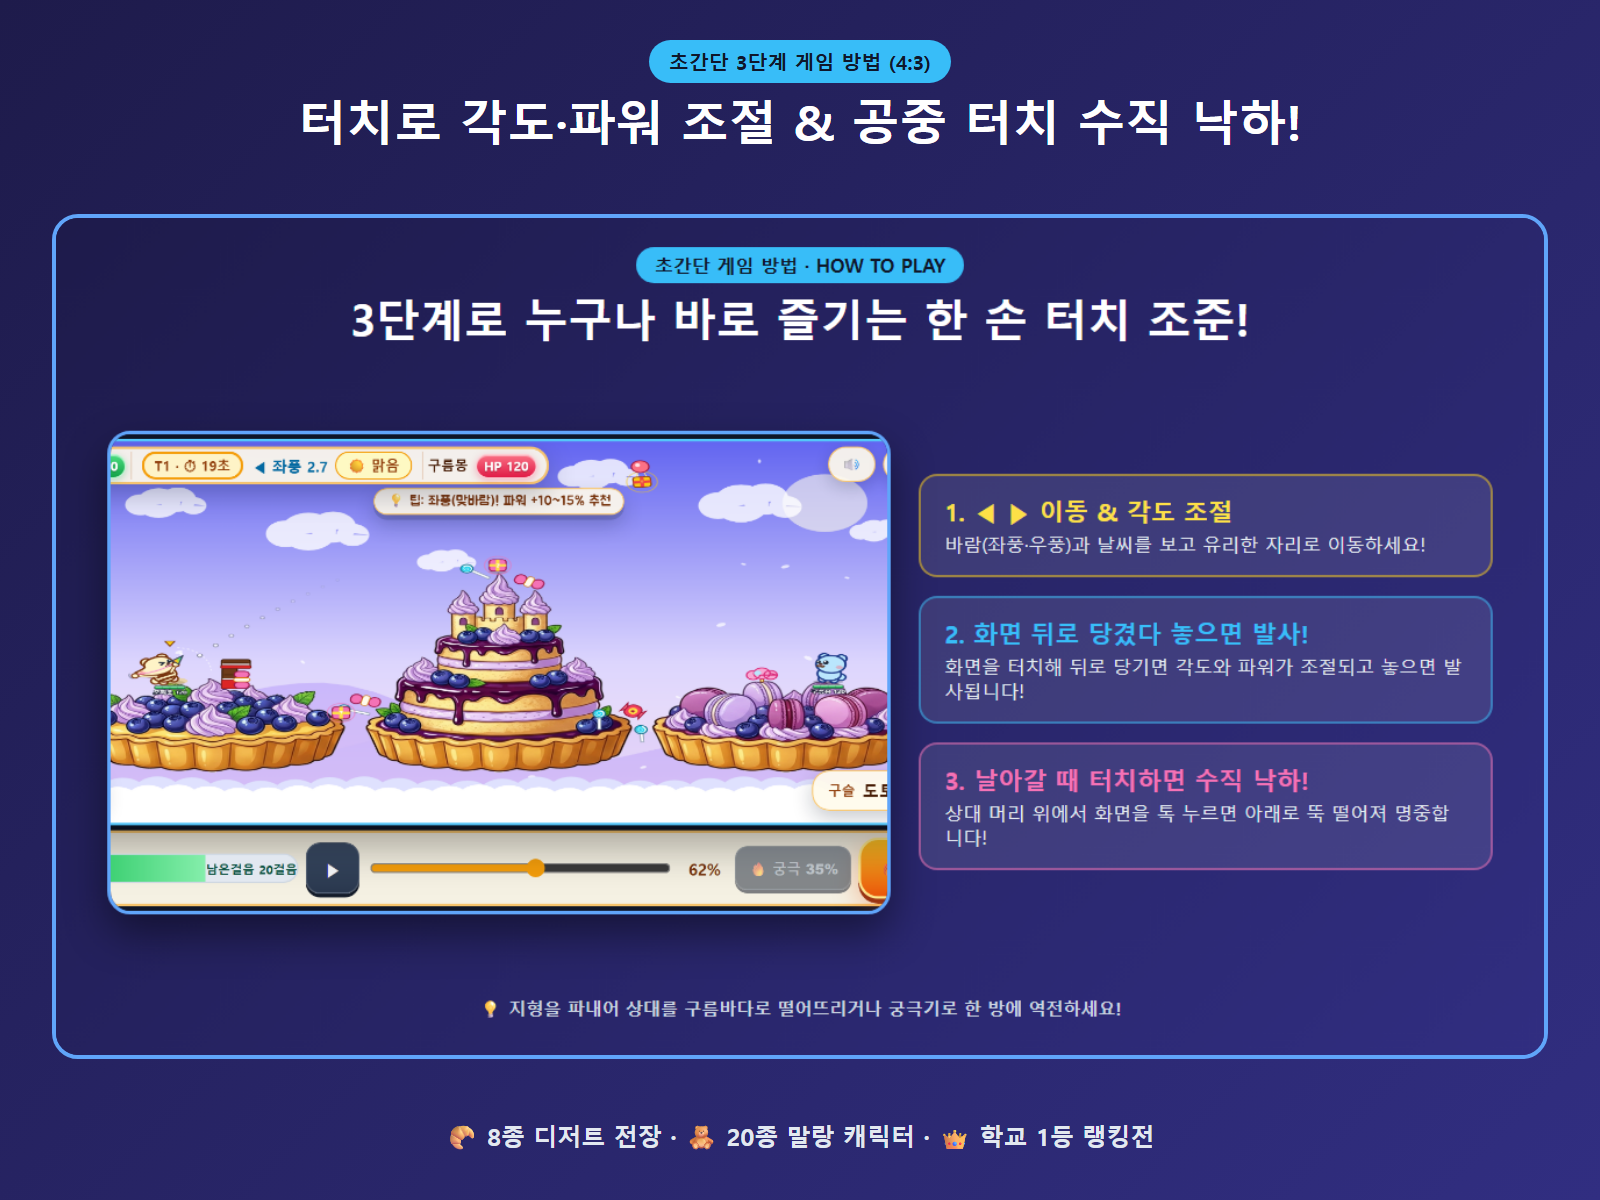 초간단 3단계 게임 방법 (4:3)
터치로 각도·파워 조절 & 공중 터치 수직 낙하!
초간단 게임 방법 · HOW TO PLAY
3단계로 누구나 바로 즐기는 한 손 터치 조준!
0 T1 · ⏱ 19초 ◀ 좌풍 2.7 맑음 구름몽 HP 120
💡 팁: 좌풍(맞바람)! 파워 +10~15% 추천
구슬 도토
남은걸음 20걸음 ▶ 62% 🔥 궁극 35%
1. ◀ ▶ 이동 & 각도 조절
바람(좌풍·우풍)과 날씨를 보고 유리한 자리로 이동하세요!
2. 화면 뒤로 당겼다 놓으면 발사!
화면을 터치해 뒤로 당기면 각도와 파워가 조절되고 놓으면 발
사됩니다!
3. 날아갈 때 터치하면 수직 낙하!
상대 머리 위에서 화면을 톡 누르면 아래로 뚝 떨어져 명중합
니다!
💡 지형을 파내어 상대를 구름바다로 떨어뜨리거나 궁극기로 한 방에 역전하세요!
🥐 8종 디저트 전장 · 🧸 20종 말랑 캐릭터 · 👑 학교 1등 랭킹전